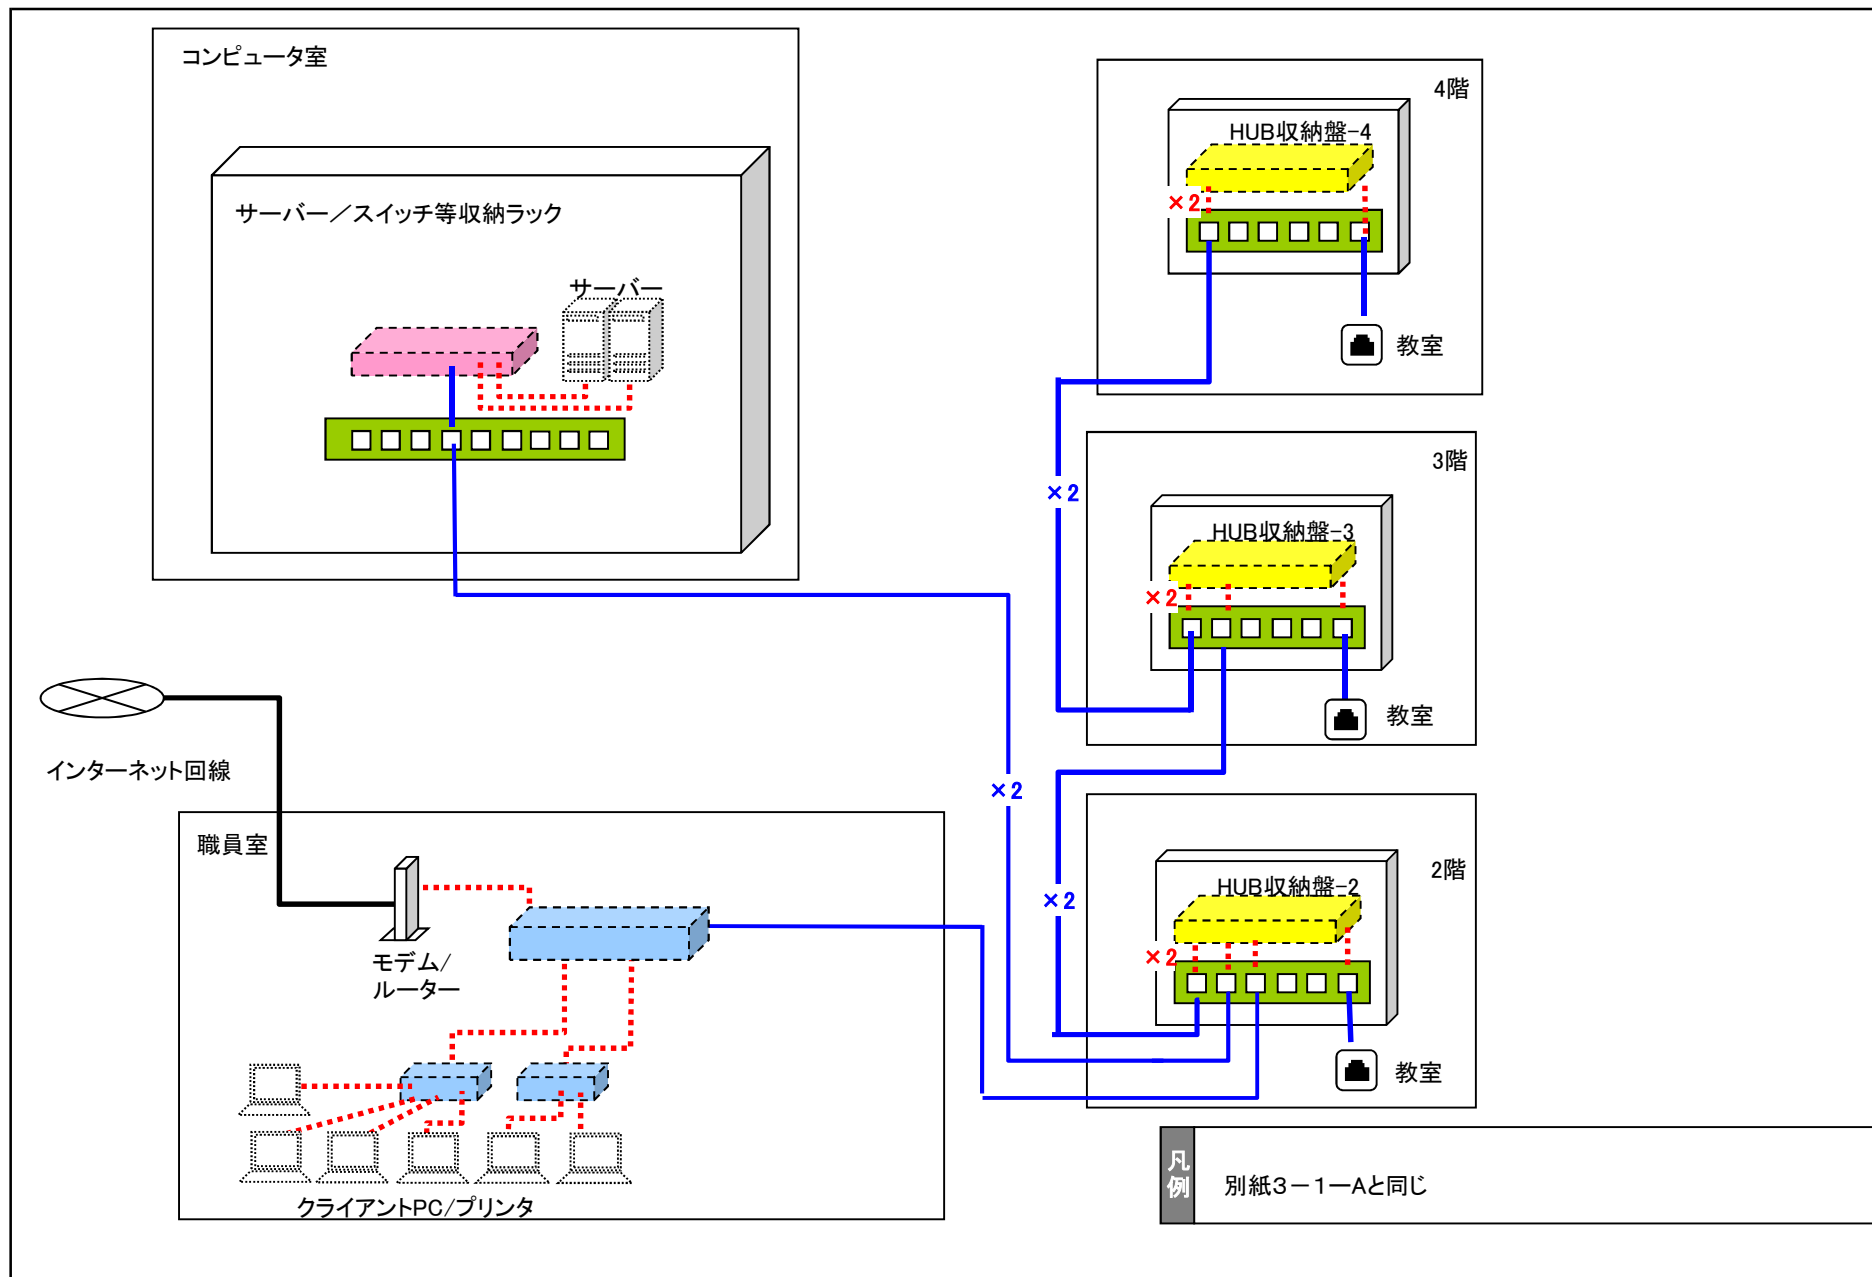 コンピュータ室
サーバー／スイッチ等収納ラック
サーバー
インターネット回線
職員室
モデム/
ルーター
クライアントPC/プリンタ
×2
4階
HUB収納盤-4
×2
教室
×2
3階
HUB収納盤-3
×2
教室
×2
2階
HUB収納盤-2
×2
教室
凡
例
別紙３－１－Aと同じ